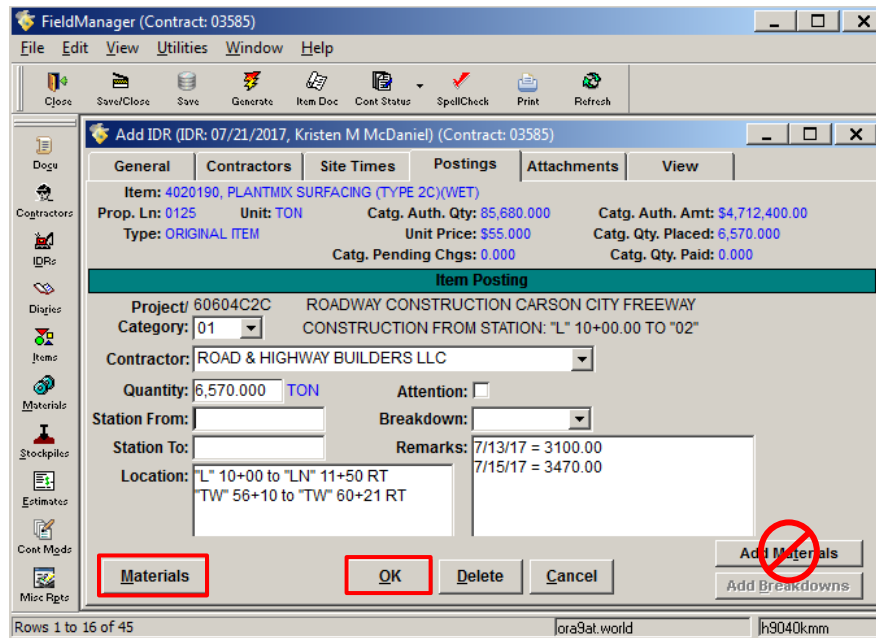 FieldManager (Contract: 03585)
File Edit View Utilities Window Help
Close Save/Close Save Generate Item Doc Cont Status SpellCheck Print Refresh
Add IDR (IDR: 07/21/2017, Kristen M McDaniel) (Contract: 03585)
General Contractors Site Times Postings Attachments View
Item: 4020190, PLANTMIX SURFACING (TYPE 2C)(WET)
Prop. Ln: 0125 Unit: TON Catg. Auth. Qty: 85,680.000 Catg. Auth. Amt: $4,712,400.00
Type: ORIGINAL ITEM Unit Price: $55.000 Catg. Qty. Placed: 6,570.000
Catg. Pending Chgs: 0.000 Catg. Qty. Paid: 0.000
Item Posting
Project/ 60604C2C ROADWAY CONSTRUCTION CARSON CITY FREEWAY
Category: 01 CONSTRUCTION FROM STATION: "L" 10+00.00 TO "02"
Contractor: ROAD & HIGHWAY BUILDERS LLC
Quantity: 6,570.000 TON Attention:
Station From: Breakdown:
Station To: Remarks: 7/13/17 = 3100.00
7/15/17 = 3470.00
Location: "L" 10+00 to "LN" 11+50 RT
"TW" 56+10 to "TW" 60+21 RT
Materials OK Delete Cancel Add Materials
Add Breakdowns
Docu
Contractors
IDRs
Diaries
Items
Materials
Stockpiles
Estimates
Cont Mods
Misc Rpts
Rows 1 to 16 of 45 ora9at.world h9040kmm